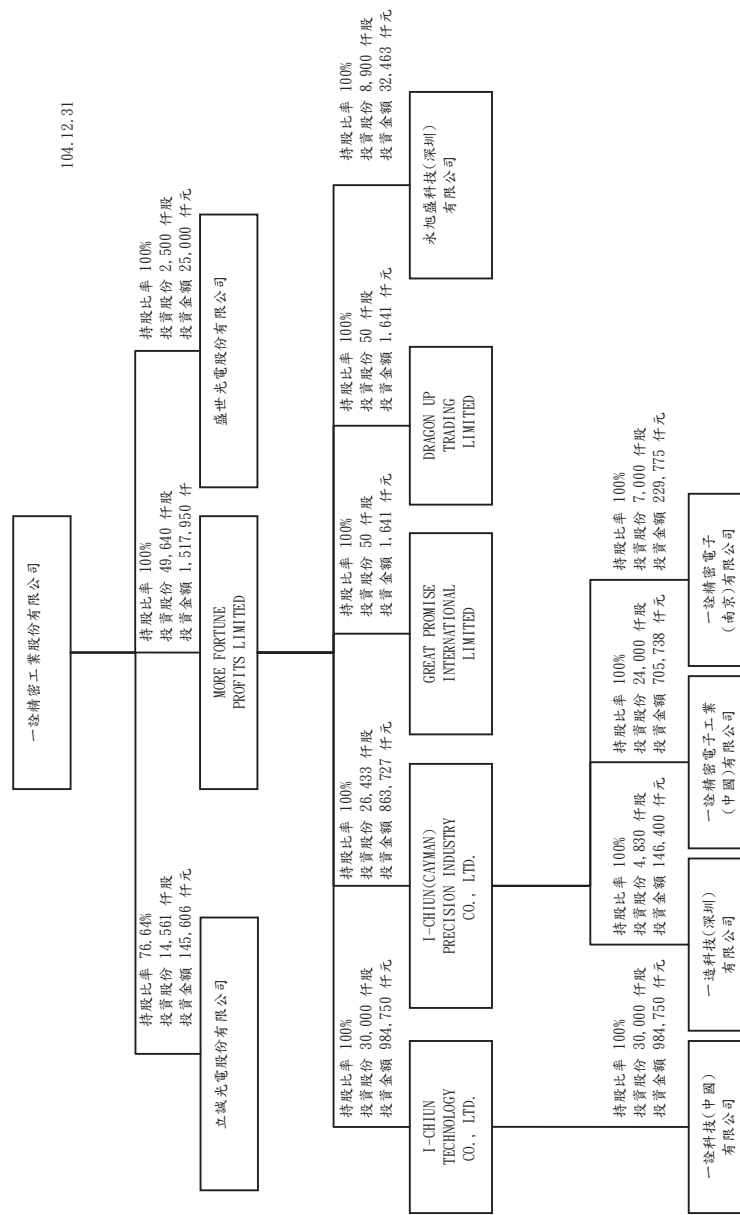 104.12.31
一詮精密工業股份有限公司
持股比率 76.64%
投資股份 14,561 仟股
投資金額 145,606 仟元
立誠光電股份有限公司
持股比率 100%
投資股份 49,640 仟股
投資金額 1,517,950 仟
MORE FORTUNE
PROFITS LIMITED
持股比率 100%
投資股份 2,500 仟股
投資金額 25,000 仟元
盛世光電股份有限公司
持股比率 100%
投資股份 30,000 仟股
投資金額 984,750 仟元
I-CHIUN
TECHNOLOGY
CO., LTD.
持股比率 100%
投資股份 26,433 仟股
投資金額 863,727 仟元
I-CHIUN(CAYMAN)
PRECISION INDUSTRY
CO., LTD.
持股比率 100%
投資股份 50 仟股
投資金額 1,641 仟元
GREAT PROMISE
INTERNATIONAL
LIMITED
持股比率 100%
投資股份 50 仟股
投資金額 1,641 仟元
DRAGON UP
TRADING
LIMITED
持股比率 100%
投資股份 8,900 仟股
投資金額 32,463 仟元
永旭盛科技(深圳)
有限公司
持股比率 100%
投資股份 30,000 仟股
投資金額 984,750 仟元
一詮科技(中國)
有限公司
持股比率 100%
投資股份 4,830 仟股
投資金額 146,400 仟元
一造科技(深圳)
有限公司
持股比率 100%
投資股份 24,000 仟股
投資金額 705,738 仟元
一詮精密電子工業
(中國)有限公司
持股比率 100%
投資股份 7,000 仟股
投資金額 229,775 仟元
一詮精密電子
(南京)有限公司